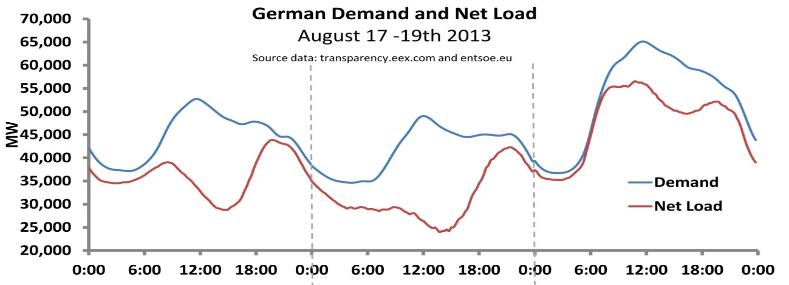 German Demand and Net Load
August 17 -19th 2013
Source data: transparency.eex.com and entsoe.eu
MW
70,000
65,000
60,000
55,000
50,000
45,000
40,000
35,000
30,000
25,000
20,000
Demand
Net Load
0:00 6:00 12:00 18:00 0:00 6:00 12:00 18:00 0:00 6:00 12:00 18:00 0:00